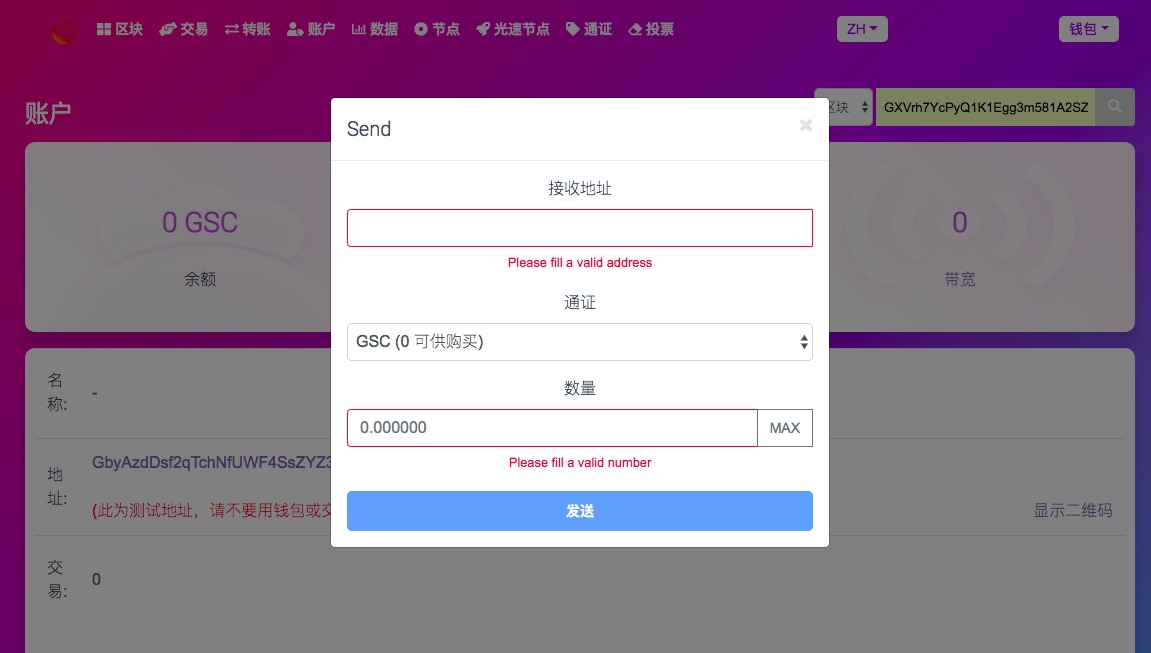 区块 交易 转账 账户 数据 节点 光速节点 通证 投票 ZH 钱包
账户
区块 GXVrh7YcPyQ1K1Egg3m581A2SZ
Send
×
接收地址
Please fill a valid address
通证
GSC (0 可供购买)
数量
0.000000 MAX
Please fill a valid number
发送
0 GSC
余额
0
带宽
名称: -
地址: GbyAzdDsf2qTchNfUWF4SsZYZ3
(此为测试地址，请不要用钱包或交
显示二维码
交易: 0